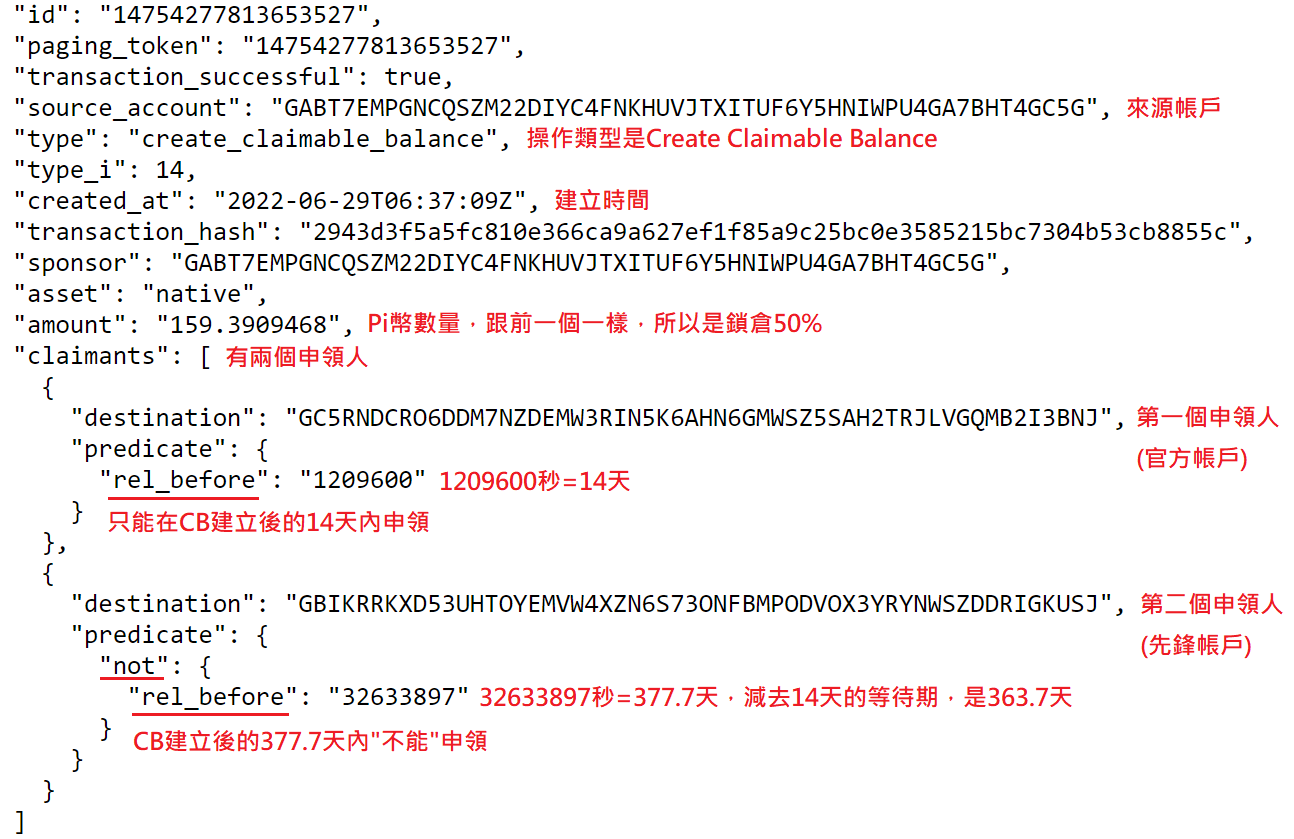 "id": "14754277813653527",
"paging_token": "14754277813653527",
"transaction_successful": true,
"source_account": "GABT7EMPGNCQSZM22DIYC4FNKHUVJTXITUF6Y5HNIWPU4GA7BHT4GC5G", 來源帳戶
"type": "create_claimable_balance", 操作類型是Create Claimable Balance
"type_i": 14,
"created_at": "2022-06-29T06:37:09Z", 建立時間
"transaction_hash": "2943d3f5a5fc810e366ca9a627ef1f85a9c25bc0e3585215bc7304b53cb8855c",
"sponsor": "GABT7EMPGNCQSZM22DIYC4FNKHUVJTXITUF6Y5HNIWPU4GA7BHT4GC5G",
"asset": "native",
"amount": "159.3909468", Pi幣數量，跟前一個一樣，所以是鎖倉50%
"claimants": [ 有兩個申領人
{
"destination": "GC5RNDCRO6DDM7NZDEMW3RIN5K6AHN6GMWSZ5SAH2TRJLVGQMB2I3BNJ", 第一個申領人
"predicate": { (官方帳戶)
"rel_before": "1209600" 1209600秒=14天
} 只能在CB建立後的14天內申領
},
{
"destination": "GBIKRRKXD53UHTOYEMVW4XZN6S73ONFBMPODVOX3YRYNWSZDDRIGKUSJ", 第二個申領人
"predicate": { (先鋒帳戶)
"not": {
"rel_before": "32633897" 32633897秒=377.7天，減去14天的等待期，是363.7天
} CB建立後的377.7天內"不能"申領
}
}
]